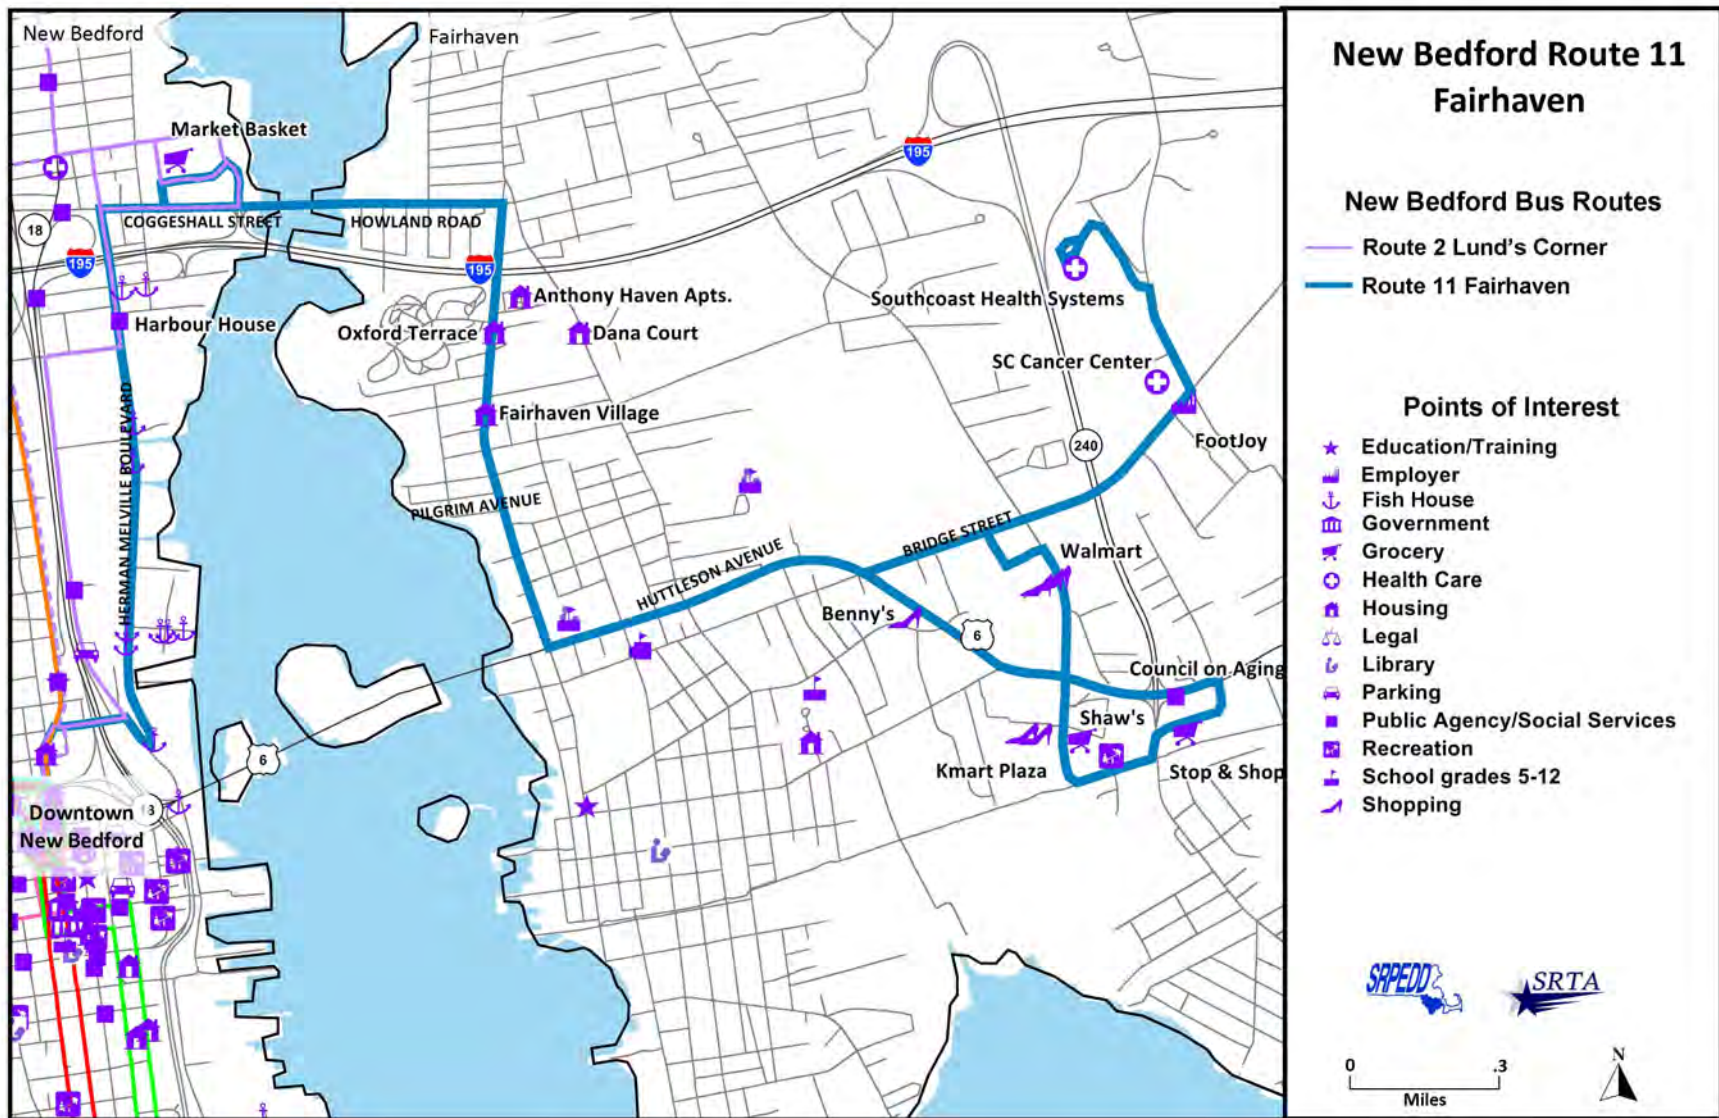 New Bedford
Fairhaven
Market Basket
195
18
COGGESHALL STREET
HOWLAND ROAD
195
195
Harbour House
Anthony Haven Apts.
Oxford Terrace
Dana Court
Southcoast Health Systems
SC Cancer Center
Fairhaven Village
FootJoy
240
HERMAN MELVILLE BOULEVARD
PILGRIM AVENUE
HUTTLESON AVENUE
BRIDGE STREET
Walmart
Benny's
6
Council on Aging
Shaw's
Kmart Plaza
Stop & Shop
6
Downtown
New Bedford
18
New Bedford Route 11
Fairhaven
New Bedford Bus Routes
Route 2 Lund's Corner
Route 11 Fairhaven
Points of Interest
Education/Training
Employer
Fish House
Government
Grocery
Health Care
Housing
Legal
Library
Parking
Public Agency/Social Services
Recreation
School grades 5-12
Shopping
SRPEDD
SRTA
0 .3
Miles
N